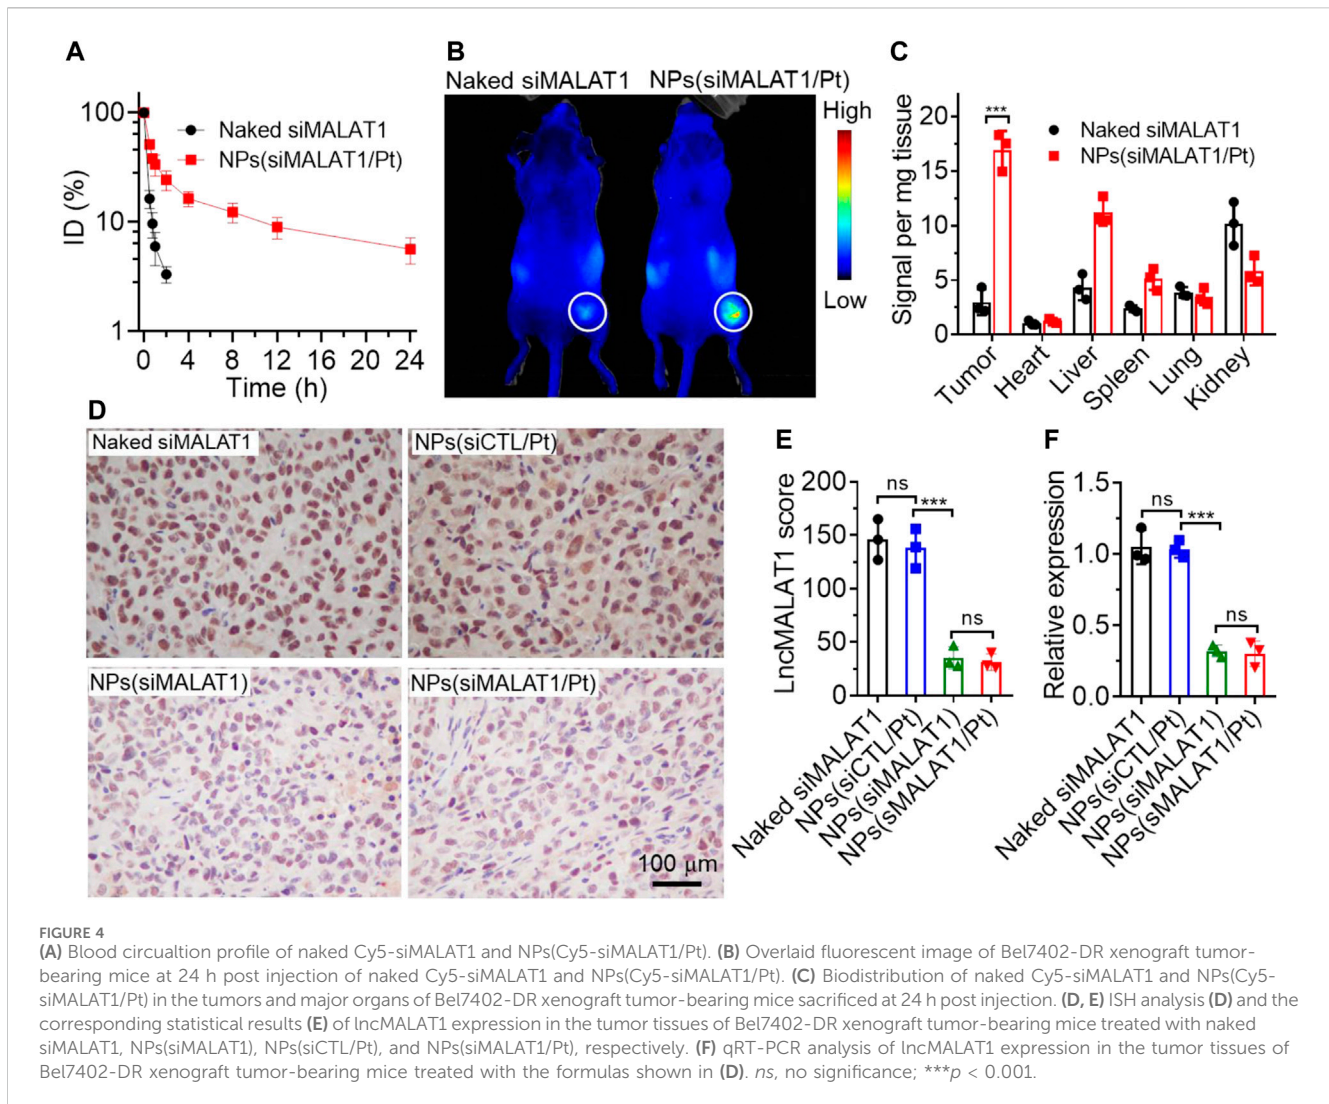 A
100
10
1
ID (%)
Naked siMALAT1
NPs(siMALAT1/Pt)
0 4 8 12 16 20 24
Time (h)
B
Naked siMALAT1 NPs(siMALAT1/Pt)
High
Low
C
Signal per mg tissue
20
15
10
5
0
***
Naked siMALAT1
NPs(siMALAT1/Pt)
Tumor Heart Liver Spleen Lung Kidney
D
Naked siMALAT1
NPs(siCTL/Pt)
NPs(siMALAT1)
NPs(siMALAT1/Pt)
100 μm
E
LncMALAT1 score
200
150
100
50
0
ns
***
ns
Naked siMALAT1
NPs(siCTL/Pt)
NPs(siMALAT1)
NPs(sMALAT1/Pt)
F
Relative expression
1.5
1.0
0.5
0.0
ns
***
ns
Naked siMALAT1
NPs(siCTL/Pt)
NPs(siMALAT1)
NPs(sMALAT1/Pt)
FIGURE 4
(A) Blood circualtion profile of naked Cy5-siMALAT1 and NPs(Cy5-siMALAT1/Pt). (B) Overlaid fluorescent image of Bel7402-DR xenograft tumor-
bearing mice at 24 h post injection of naked Cy5-siMALAT1 and NPs(Cy5-siMALAT1/Pt). (C) Biodistribution of naked Cy5-siMALAT1 and NPs(Cy5-
siMALAT1/Pt) in the tumors and major organs of Bel7402-DR xenograft tumor-bearing mice sacrificed at 24 h post injection. (D, E) ISH analysis (D) and the
corresponding statistical results (E) of lncMALAT1 expression in the tumor tissues of Bel7402-DR xenograft tumor-bearing mice treated with naked
siMALAT1, NPs(siMALAT1), NPs(siCTL/Pt), and NPs(siMALAT1/Pt), respectively. (F) qRT-PCR analysis of lncMALAT1 expression in the tumor tissues of
Bel7402-DR xenograft tumor-bearing mice treated with the formulas shown in (D). ns, no significance; ***p < 0.001.